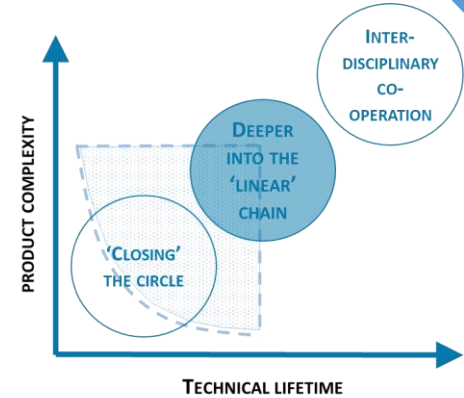 INTER-
DISCIPLINARY
CO-
OPERATION
DEEPER
INTO THE
'LINEAR'
CHAIN
'CLOSING'
THE CIRCLE
PRODUCT COMPLEXITY
TECHNICAL LIFETIME